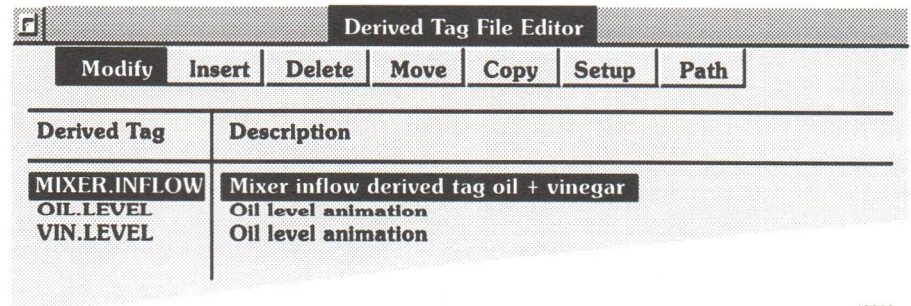 Derived Tag File Editor
Modify Insert Delete Move Copy Setup Path
Derived Tag Description
MIXER.INFLOW Mixer inflow derived tag oil + vinegar
OIL.LEVEL Oil level animation
VIN.LEVEL Oil level animation